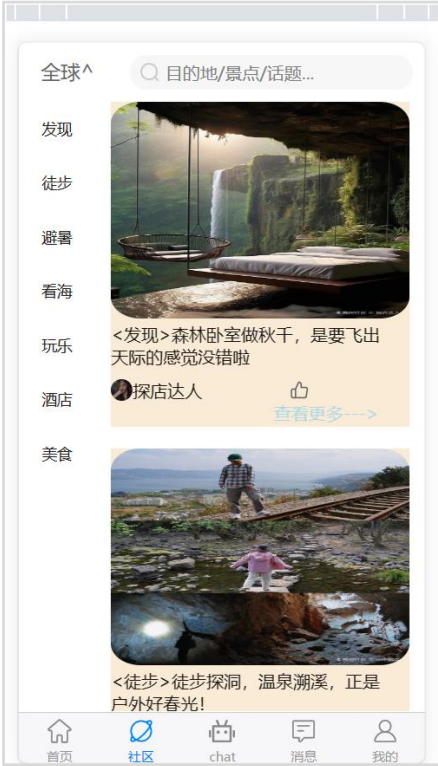 全球^
目的地/景点/话题...
发现
徒步
避暑
看海
玩乐
酒店
美食
<发现>森林卧室做秋千，是要飞出
天际的感觉没错啦
探店达人
查看更多--->
<徒步>徒步探洞，温泉溯溪，正是
户外好春光！
首页
社区
chat
消息
我的